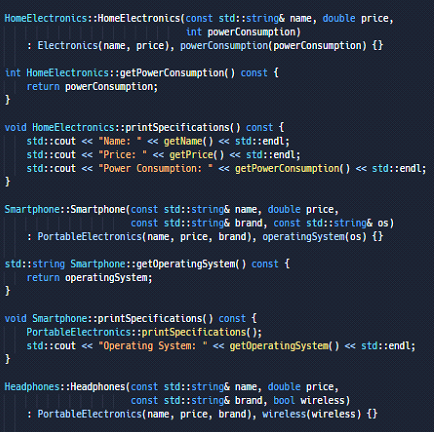 HomeElectronics::HomeElectronics(const std::string& name, double price,
                                 int powerConsumption)
    : Electronics(name, price), powerConsumption(powerConsumption) {}

int HomeElectronics::getPowerConsumption() const {
    return powerConsumption;
}

void HomeElectronics::printSpecifications() const {
    std::cout << "Name: " << getName() << std::endl;
    std::cout << "Price: " << getPrice() << std::endl;
    std::cout << "Power Consumption: " << getPowerConsumption() << std::endl;
}

Smartphone::Smartphone(const std::string& name, double price,
                       const std::string& brand, const std::string& os)
    : PortableElectronics(name, price, brand), operatingSystem(os) {}

std::string Smartphone::getOperatingSystem() const {
    return operatingSystem;
}

void Smartphone::printSpecifications() const {
    PortableElectronics::printSpecifications();
    std::cout << "Operating System: " << getOperatingSystem() << std::endl;
}

Headphones::Headphones(const std::string& name, double price,
                       const std::string& brand, bool wireless)
    : PortableElectronics(name, price, brand), wireless(wireless) {}